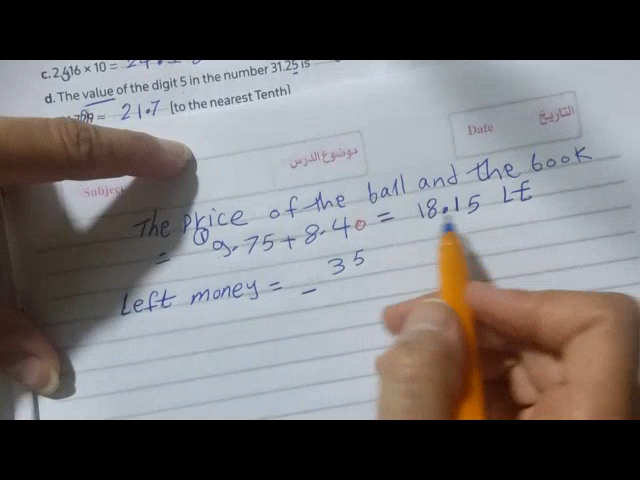 c. 2.416 × 10 = 24.1
d. The value of the digit 5 in the number 31.25 is
≈ 21.7 [to the nearest Tenth]
Subject موضوع الدرس
Date التاريخ
The price of the ball and the book
= 9.75 + 8.40 = 18.15 LE
Left money = - 35